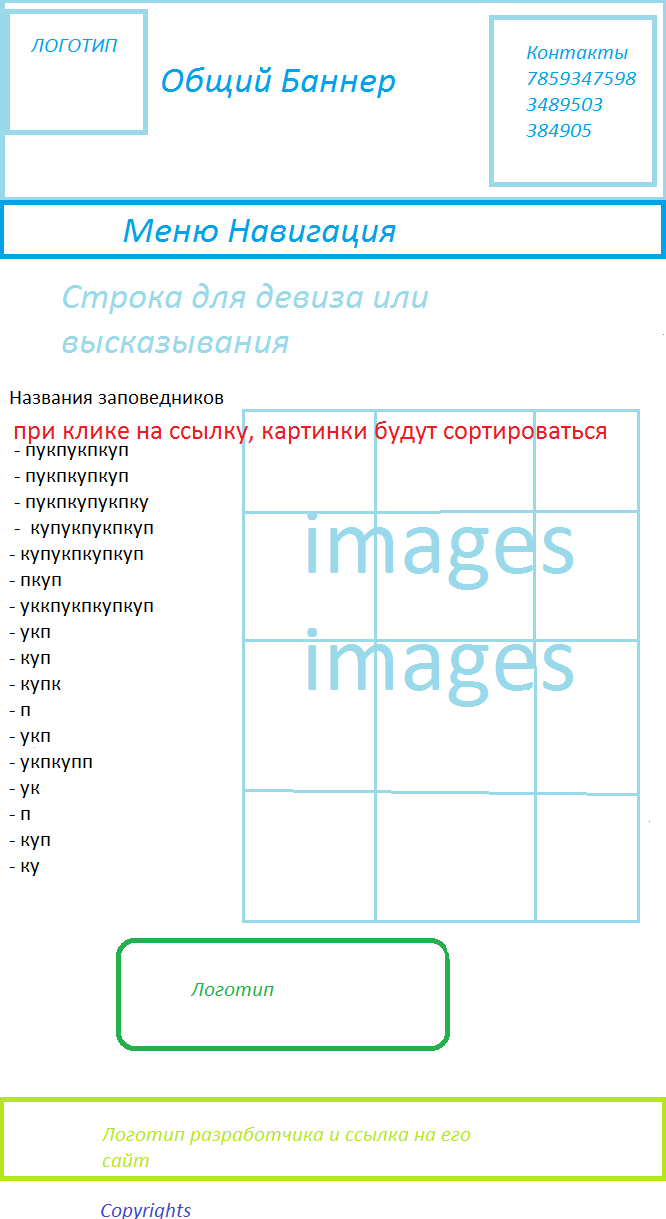 ЛОГОТИП
Общий Баннер
Контакты
7859347598
3489503
384905
Меню Навигация
Строка для девиза или
высказывания
Названия заповедников
при клике на ссылку, картинки будут сортироваться
- пукпукпкуп
- пукпкупкуп
- пукпкупукпку
- купукпукпкуп
- купукпкупкуп
- пкуп
- уккпукпкупкуп
- укп
- куп
- купк
- п
- укп
- укпкупп
- ук
- п
- куп
- ку
images
images
Логотип
Логотип разработчика и ссылка на его
сайт
Copyrights